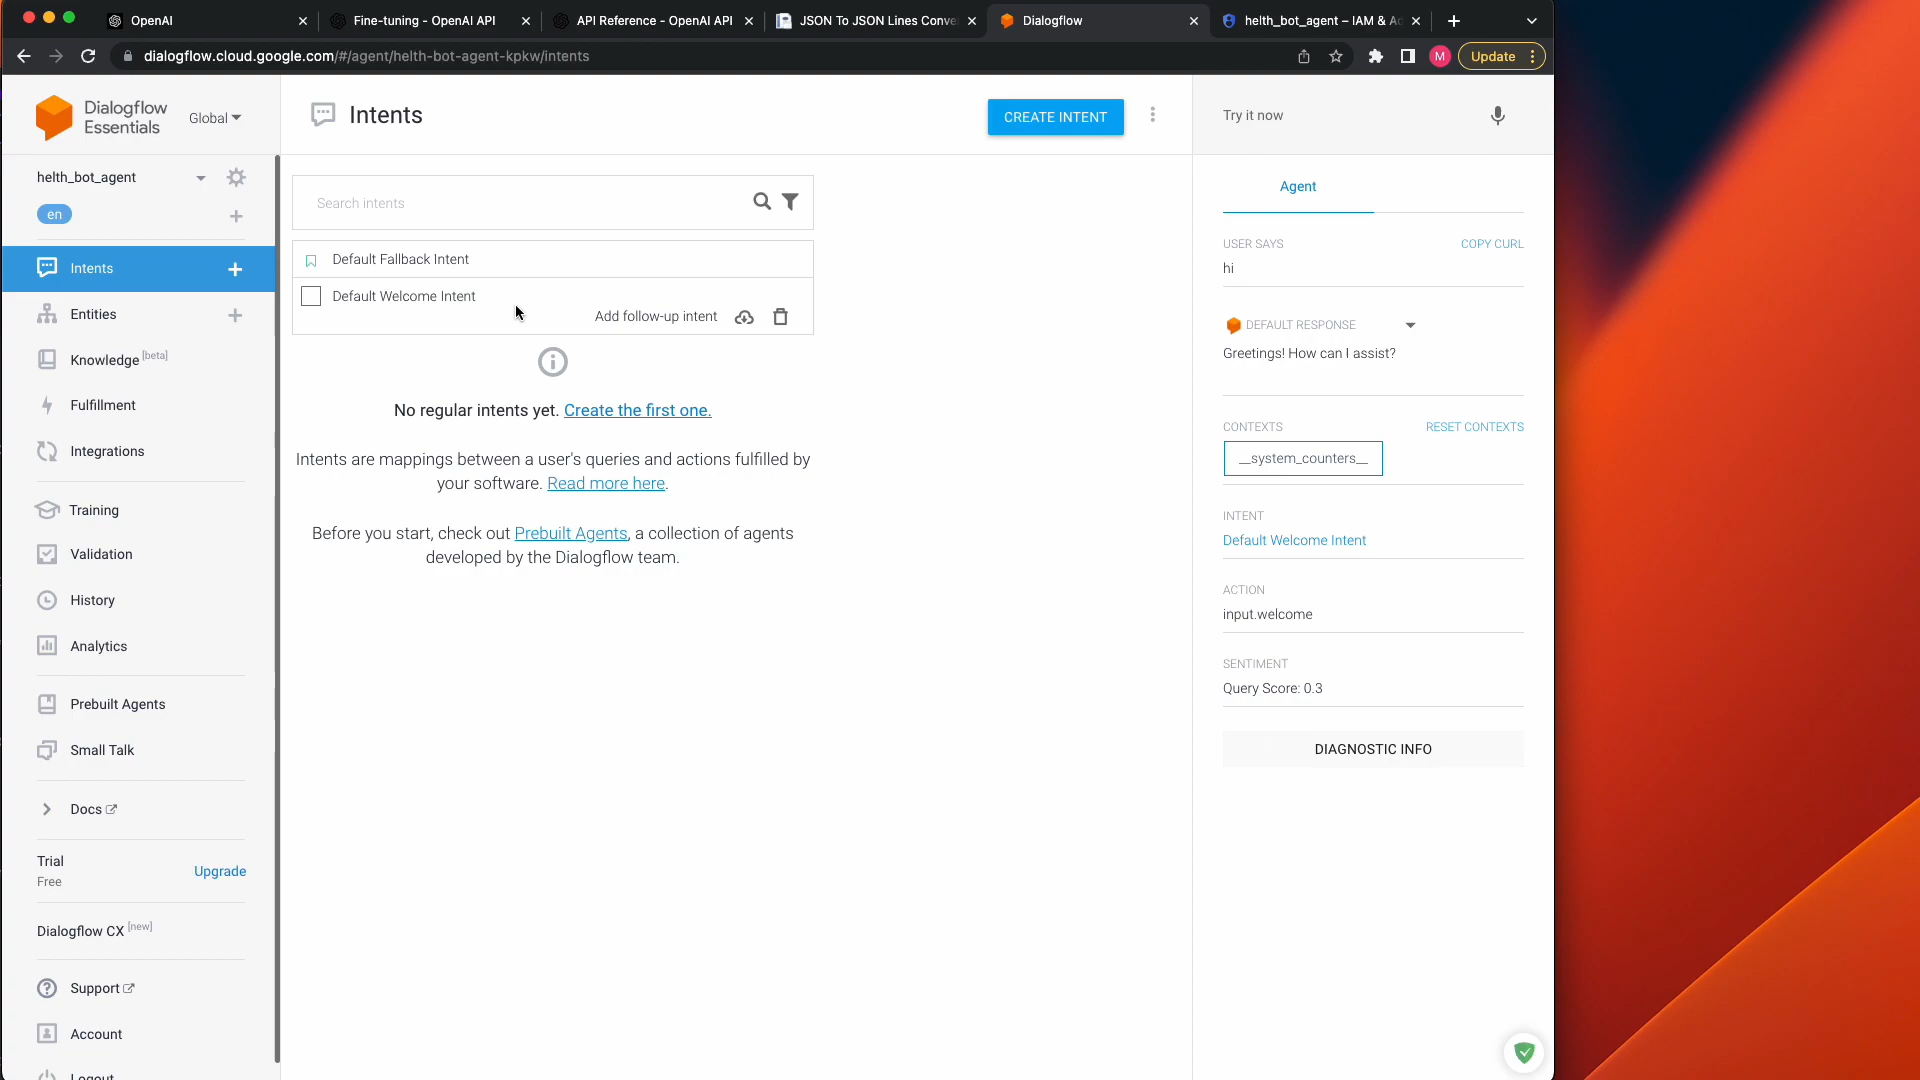 OpenAI
Fine-tuning - OpenAI API
API Reference - OpenAI API
JSON To JSON Lines Conve
Dialogflow
helth_bot_agent – IAM & Ad
dialogflow.cloud.google.com/#/agent/helth-bot-agent-kpkw/intents
M
Update
Dialogflow
Essentials
Global
helth_bot_agent
en
Intents
Entities
Knowledge [beta]
Fulfillment
Integrations
Training
Validation
History
Analytics
Prebuilt Agents
Small Talk
Docs
Trial
Free
Upgrade
Dialogflow CX [new]
Support
Account
Logout
Intents
CREATE INTENT
Search intents
Default Fallback Intent
Default Welcome Intent
Add follow-up intent
No regular intents yet. Create the first one.
Intents are mappings between a user's queries and actions fulfilled by
your software. Read more here.
Before you start, check out Prebuilt Agents, a collection of agents
developed by the Dialogflow team.
Try it now
Agent
USER SAYS
COPY CURL
hi
DEFAULT RESPONSE
Greetings! How can I assist?
CONTEXTS
RESET CONTEXTS
__system_counters__
INTENT
Default Welcome Intent
ACTION
input.welcome
SENTIMENT
Query Score: 0.3
DIAGNOSTIC INFO